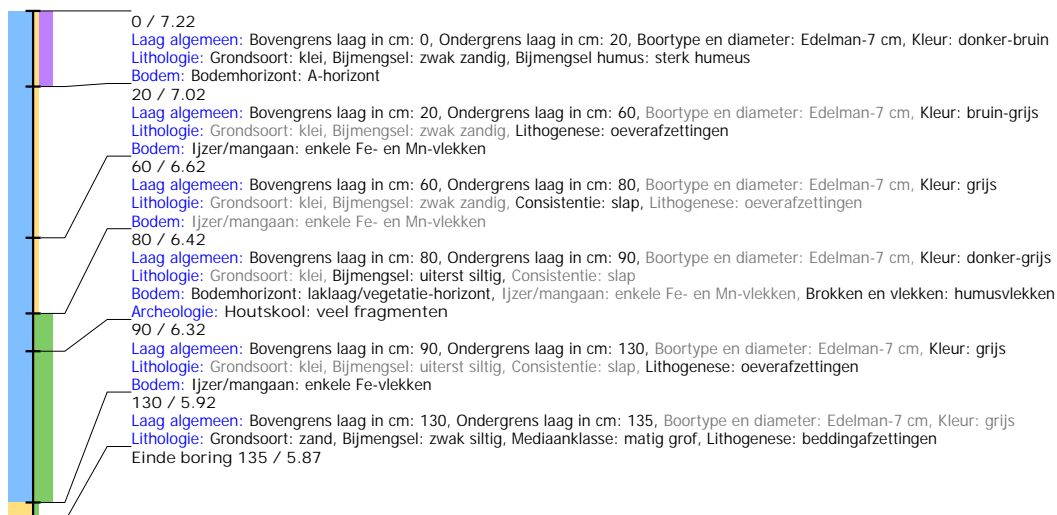 0 / 7.22
Laag algemeen: Bovengrens laag in cm: 0, Ondergrens laag in cm: 20, Boortype en diameter: Edelman-7 cm, Kleur: donker-bruin
Lithologie: Grondsoort: klei, Bijmengsel: zwak zandig, Bijmengsel humus: sterk humeus
Bodem: Bodemhorizont: A-horizont
20 / 7.02
Laag algemeen: Bovengrens laag in cm: 20, Ondergrens laag in cm: 60, Boortype en diameter: Edelman-7 cm, Kleur: bruin-grijs
Lithologie: Grondsoort: klei, Bijmengsel: zwak zandig, Lithogenese: oeverafzettingen
Bodem: Ijzer/mangaan: enkele Fe- en Mn-vlekken
60 / 6.62
Laag algemeen: Bovengrens laag in cm: 60, Ondergrens laag in cm: 80, Boortype en diameter: Edelman-7 cm, Kleur: grijs
Lithologie: Grondsoort: klei, Bijmengsel: zwak zandig, Consistentie: slap, Lithogenese: oeverafzettingen
Bodem: Ijzer/mangaan: enkele Fe- en Mn-vlekken
80 / 6.42
Laag algemeen: Bovengrens laag in cm: 80, Ondergrens laag in cm: 90, Boortype en diameter: Edelman-7 cm, Kleur: donker-grijs
Lithologie: Grondsoort: klei, Bijmengsel: uiterst siltig, Consistentie: slap
Bodem: Bodemhorizont: laklaag/vegetatie-horizont, Ijzer/mangaan: enkele Fe- en Mn-vlekken, Brokken en vlekken: humusvlekken
Archeologie: Houtskool: veel fragmenten
90 / 6.32
Laag algemeen: Bovengrens laag in cm: 90, Ondergrens laag in cm: 130, Boortype en diameter: Edelman-7 cm, Kleur: grijs
Lithologie: Grondsoort: klei, Bijmengsel: uiterst siltig, Consistentie: slap, Lithogenese: oeverafzettingen
Bodem: Ijzer/mangaan: enkele Fe-vlekken
130 / 5.92
Laag algemeen: Bovengrens laag in cm: 130, Ondergrens laag in cm: 135, Boortype en diameter: Edelman-7 cm, Kleur: grijs
Lithologie: Grondsoort: zand, Bijmengsel: zwak siltig, Mediaanklasse: matig grof, Lithogenese: beddingafzettingen
Einde boring 135 / 5.87